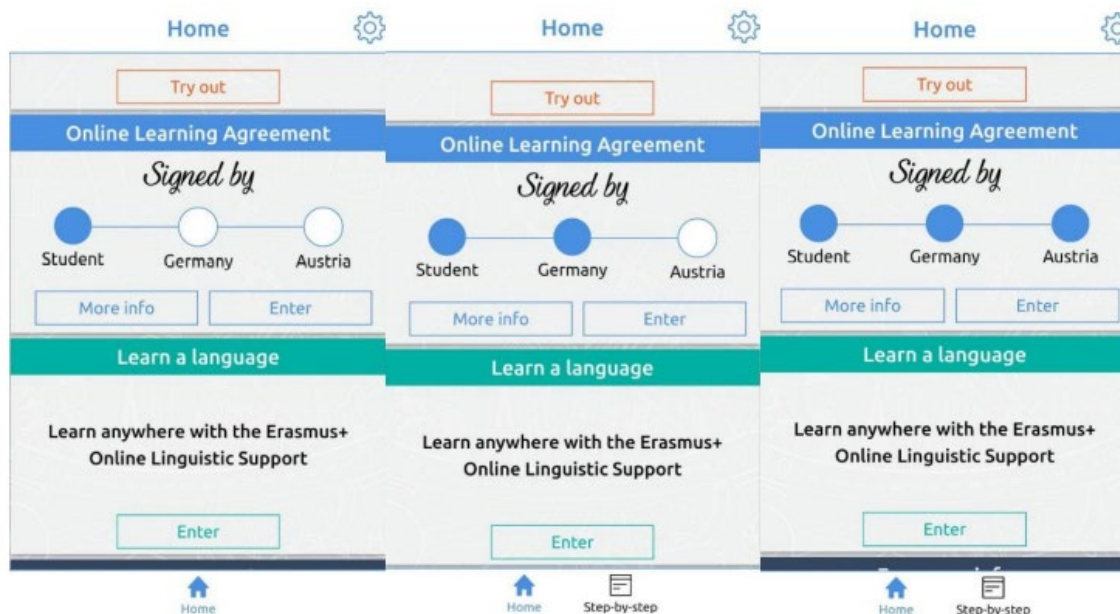 Home
Try out
Online Learning Agreement
Signed by
Student Germany Austria
More info Enter
Learn a language
Learn anywhere with the Erasmus+
Online Linguistic Support
Enter
Home
Home
Try out
Online Learning Agreement
Signed by
Student Germany Austria
More info Enter
Learn a language
Learn anywhere with the Erasmus+
Online Linguistic Support
Enter
Home Step-by-step
Home
Try out
Online Learning Agreement
Signed by
Student Germany Austria
More info Enter
Learn a language
Learn anywhere with the Erasmus+
Online Linguistic Support
Enter
Home Step-by-step